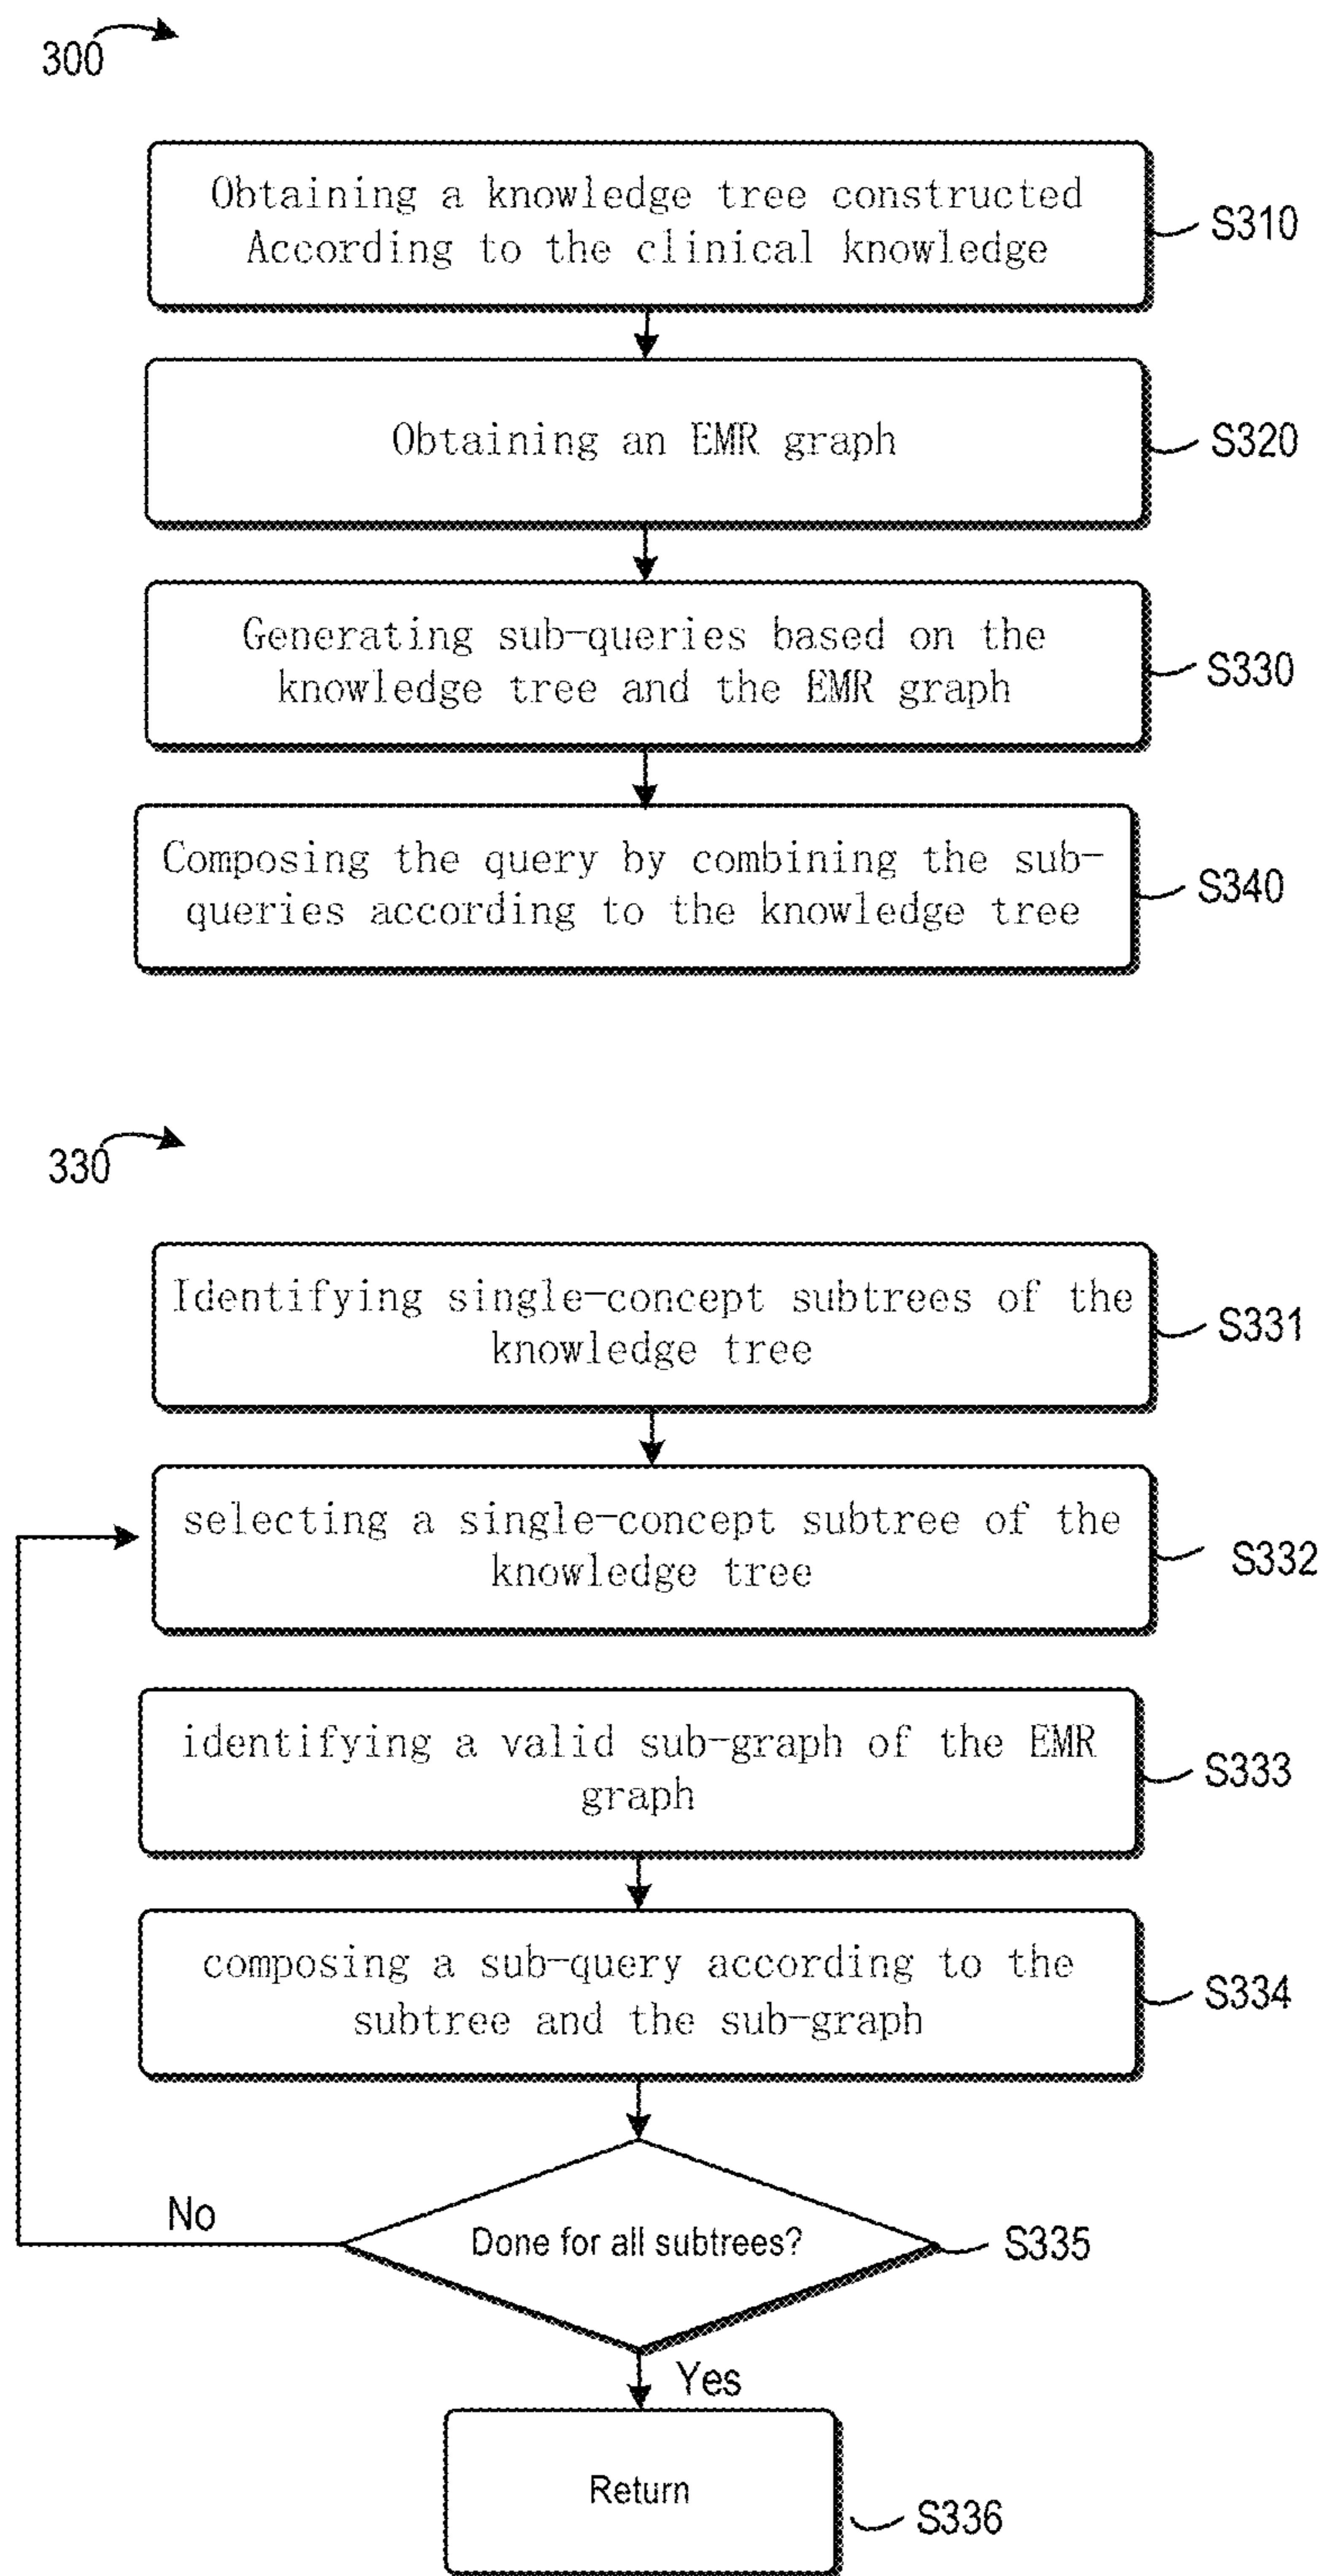 300
Obtaining a knowledge tree constructed
According to the clinical knowledge
S310
Obtaining an EMR graph
S320
Generating sub-queries based on the
knowledge tree and the EMR graph
S330
Composing the query by combining the sub-
queries according to the knowledge tree
S340
330
Identifying single-concept subtrees of the
knowledge tree
S331
selecting a single-concept subtree of the
knowledge tree
S332
identifying a valid sub-graph of the EMR
graph
S333
composing a sub-query according to the
subtree and the sub-graph
S334
No
Done for all subtrees?
S335
Yes
Return
S336